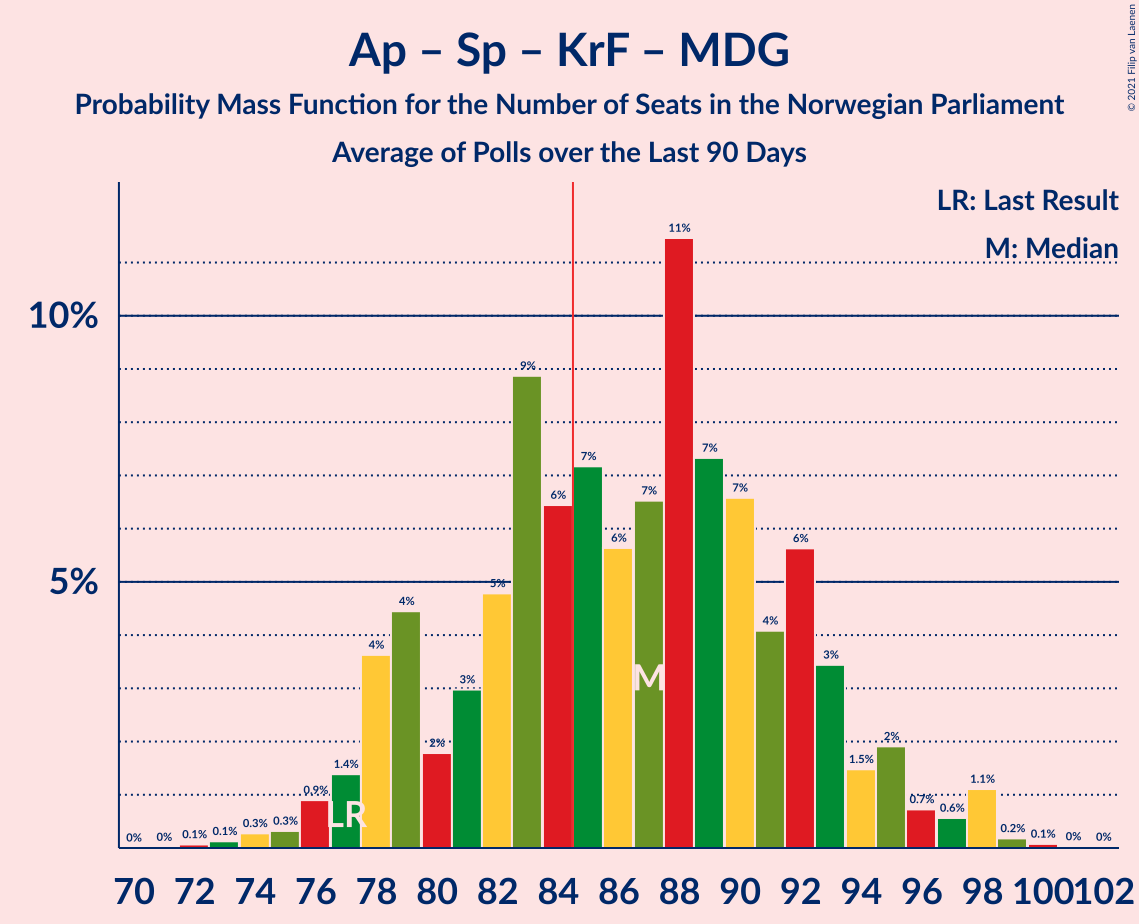 Ap – Sp – KrF – MDG
Probability Mass Function for the Number of Seats in the Norwegian Parliament
Average of Polls over the Last 90 Days
© 2021 Filip van Laenen
LR: Last Result
M: Median
10%
5%
0% 0% 0.1% 0.1% 0.3% 0.3% 0.9% 1.4% 4% 4% 2% 3% 5% 9% 6% 7% 6% 7% 11% 7% 7% 4% 6% 3% 1.5% 2% 0.7% 0.6% 1.1% 0.2% 0.1% 0% 0%
LR
M
70 72 74 76 78 80 82 84 86 88 90 92 94 96 98 100 102